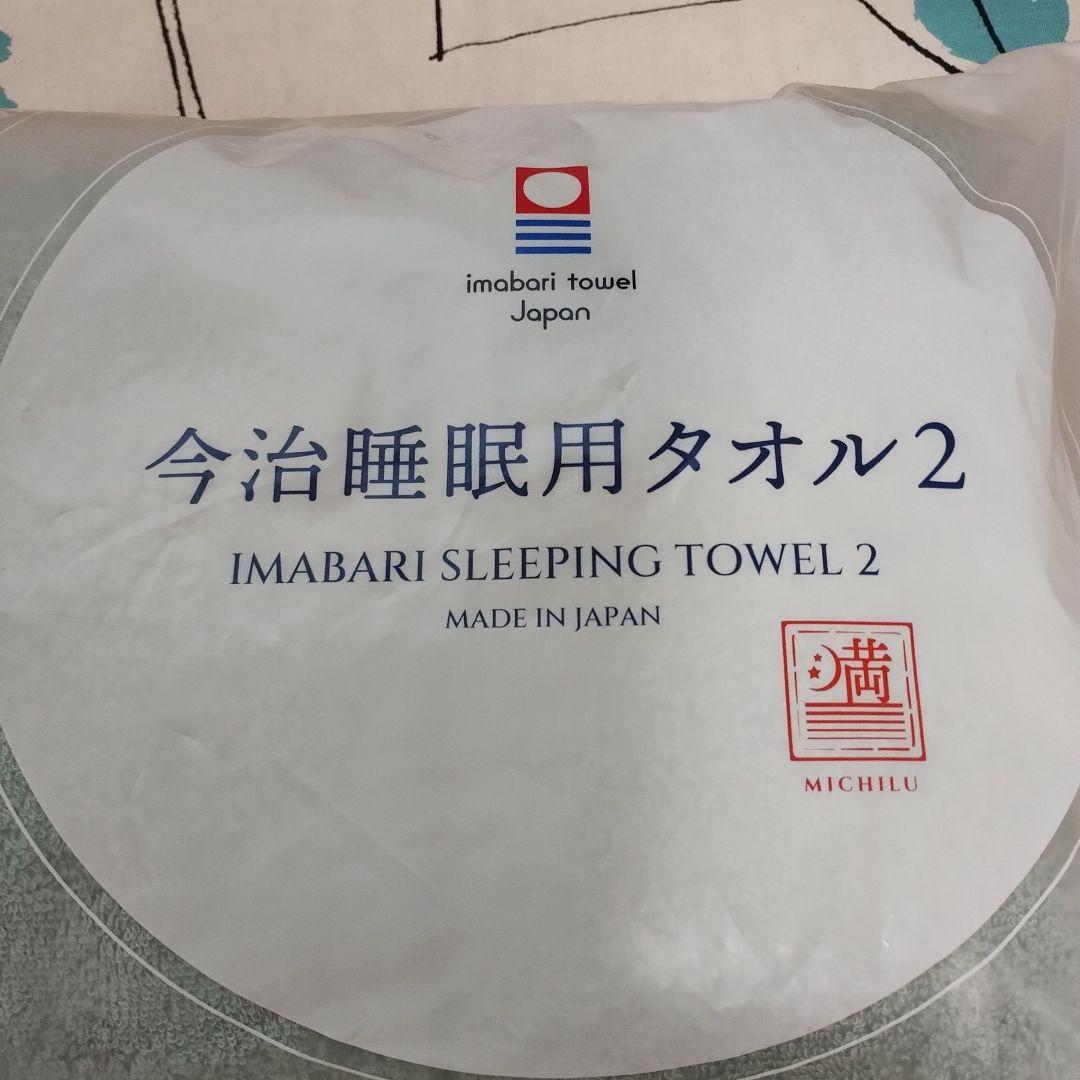 imabari towel
Japan
今治睡眠用タオル2
IMABARI SLEEPING TOWEL 2
MADE IN JAPAN
満
MICHILU